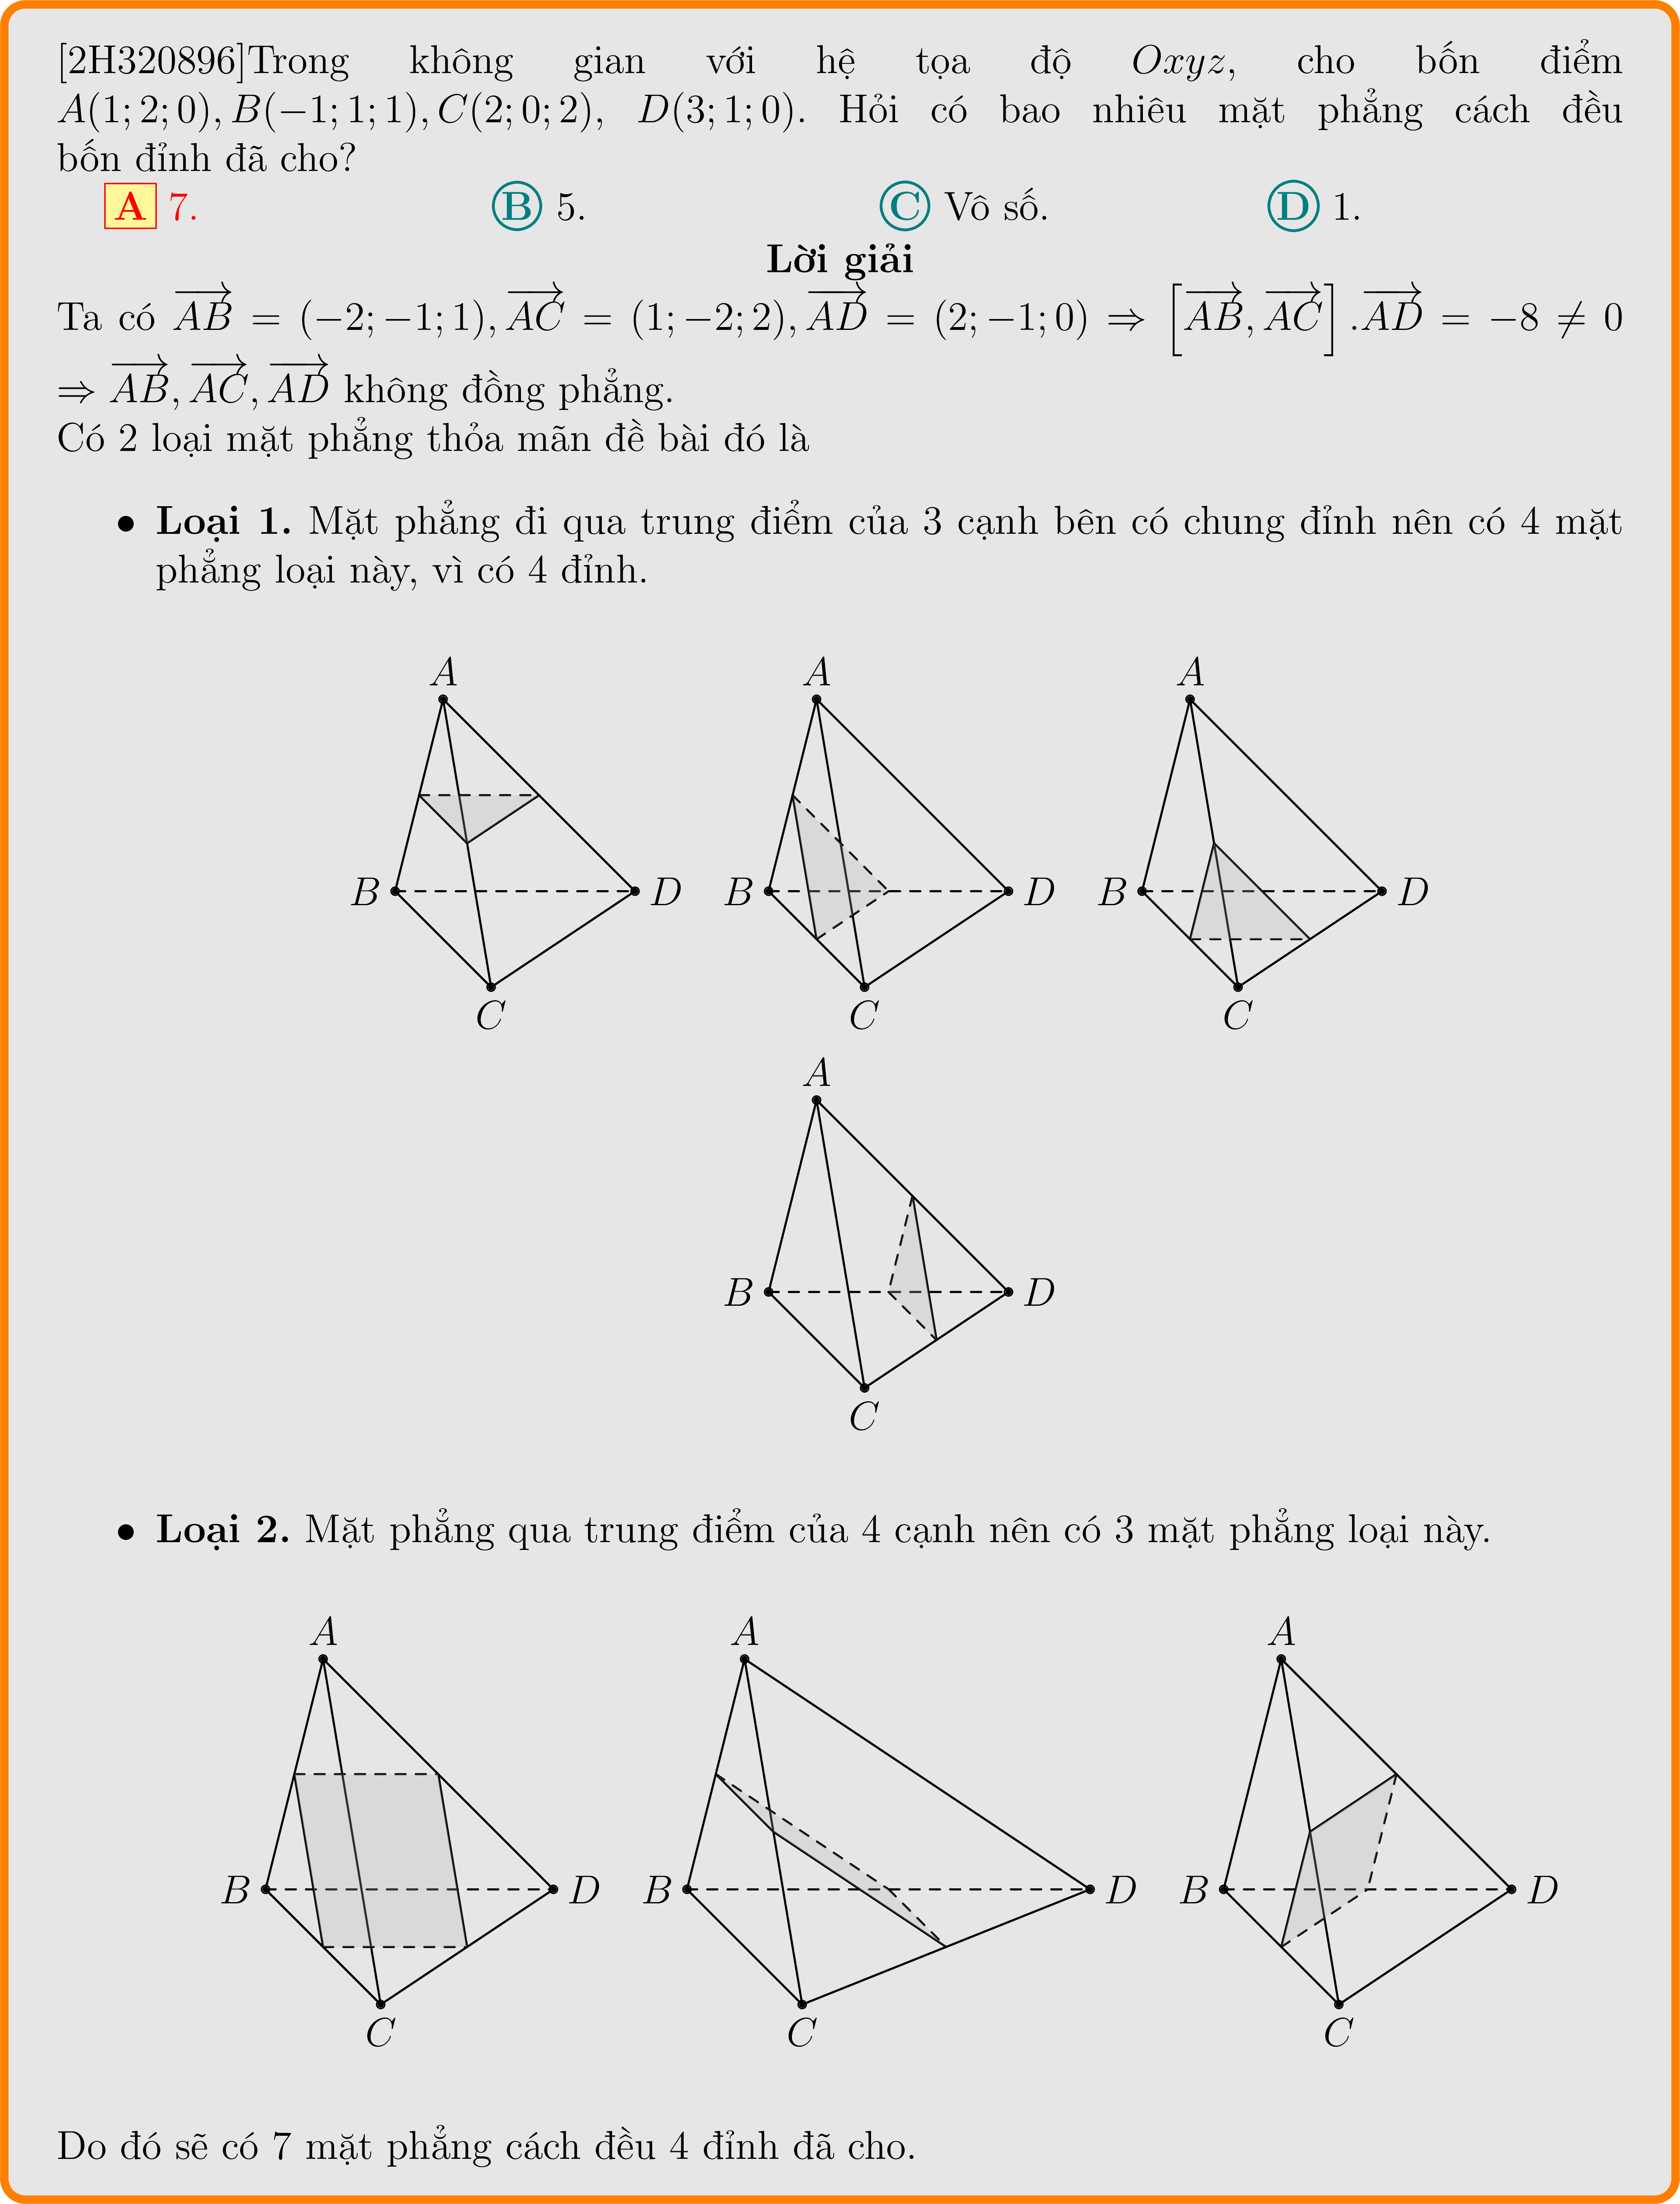 [2H320896]Trong không gian với hệ tọa độ Oxyz, cho bốn điểm
A(1; 2; 0), B(−1; 1; 1), C(2; 0; 2), D(3; 1; 0). Hỏi có bao nhiêu mặt phẳng cách đều
bốn đỉnh đã cho?
A 7. B 5. C Vô số. D 1.
Lời giải
Ta có $\overrightarrow{AB}$ = (−2; −1; 1), $\overrightarrow{AC}$ = (1; −2; 2), $\overrightarrow{AD}$ = (2; −1; 0) ⇒ [$\overrightarrow{AB}$, $\overrightarrow{AC}$] .$\overrightarrow{AD}$ = −8 ≠ 0
⇒ $\overrightarrow{AB}$, $\overrightarrow{AC}$, $\overrightarrow{AD}$ không đồng phẳng.
Có 2 loại mặt phẳng thỏa mãn đề bài đó là
• Loại 1. Mặt phẳng đi qua trung điểm của 3 cạnh bên có chung đỉnh nên có 4 mặt
phẳng loại này, vì có 4 đỉnh.
A A A
B D B D B D
C C C
A
B D
C
• Loại 2. Mặt phẳng qua trung điểm của 4 cạnh nên có 3 mặt phẳng loại này.
A A A
B D B D B D
C C C
Do đó sẽ có 7 mặt phẳng cách đều 4 đỉnh đã cho.